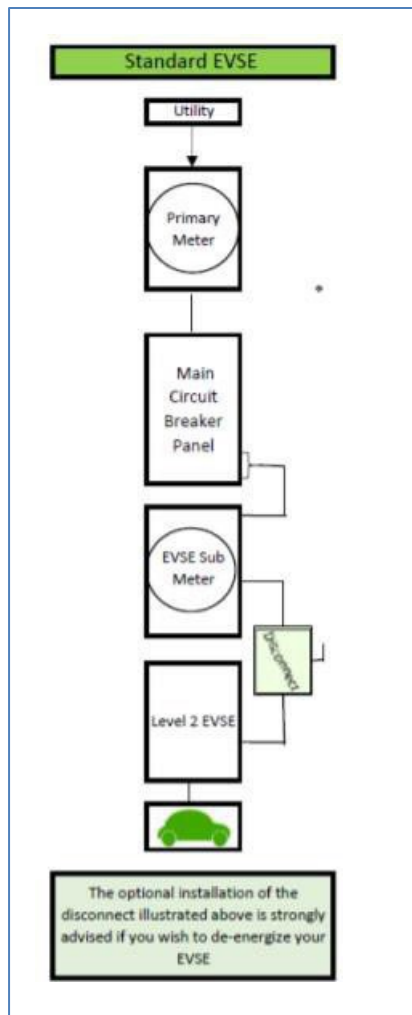 Standard EVSE
Utility
Primary
Meter
Main
Circuit
Breaker
Panel
EVSE Sub
Meter
Disconnect
Level 2 EVSE
The optional installation of the
disconnect illustrated above is strongly
advised if you wish to de-energize your
EVSE